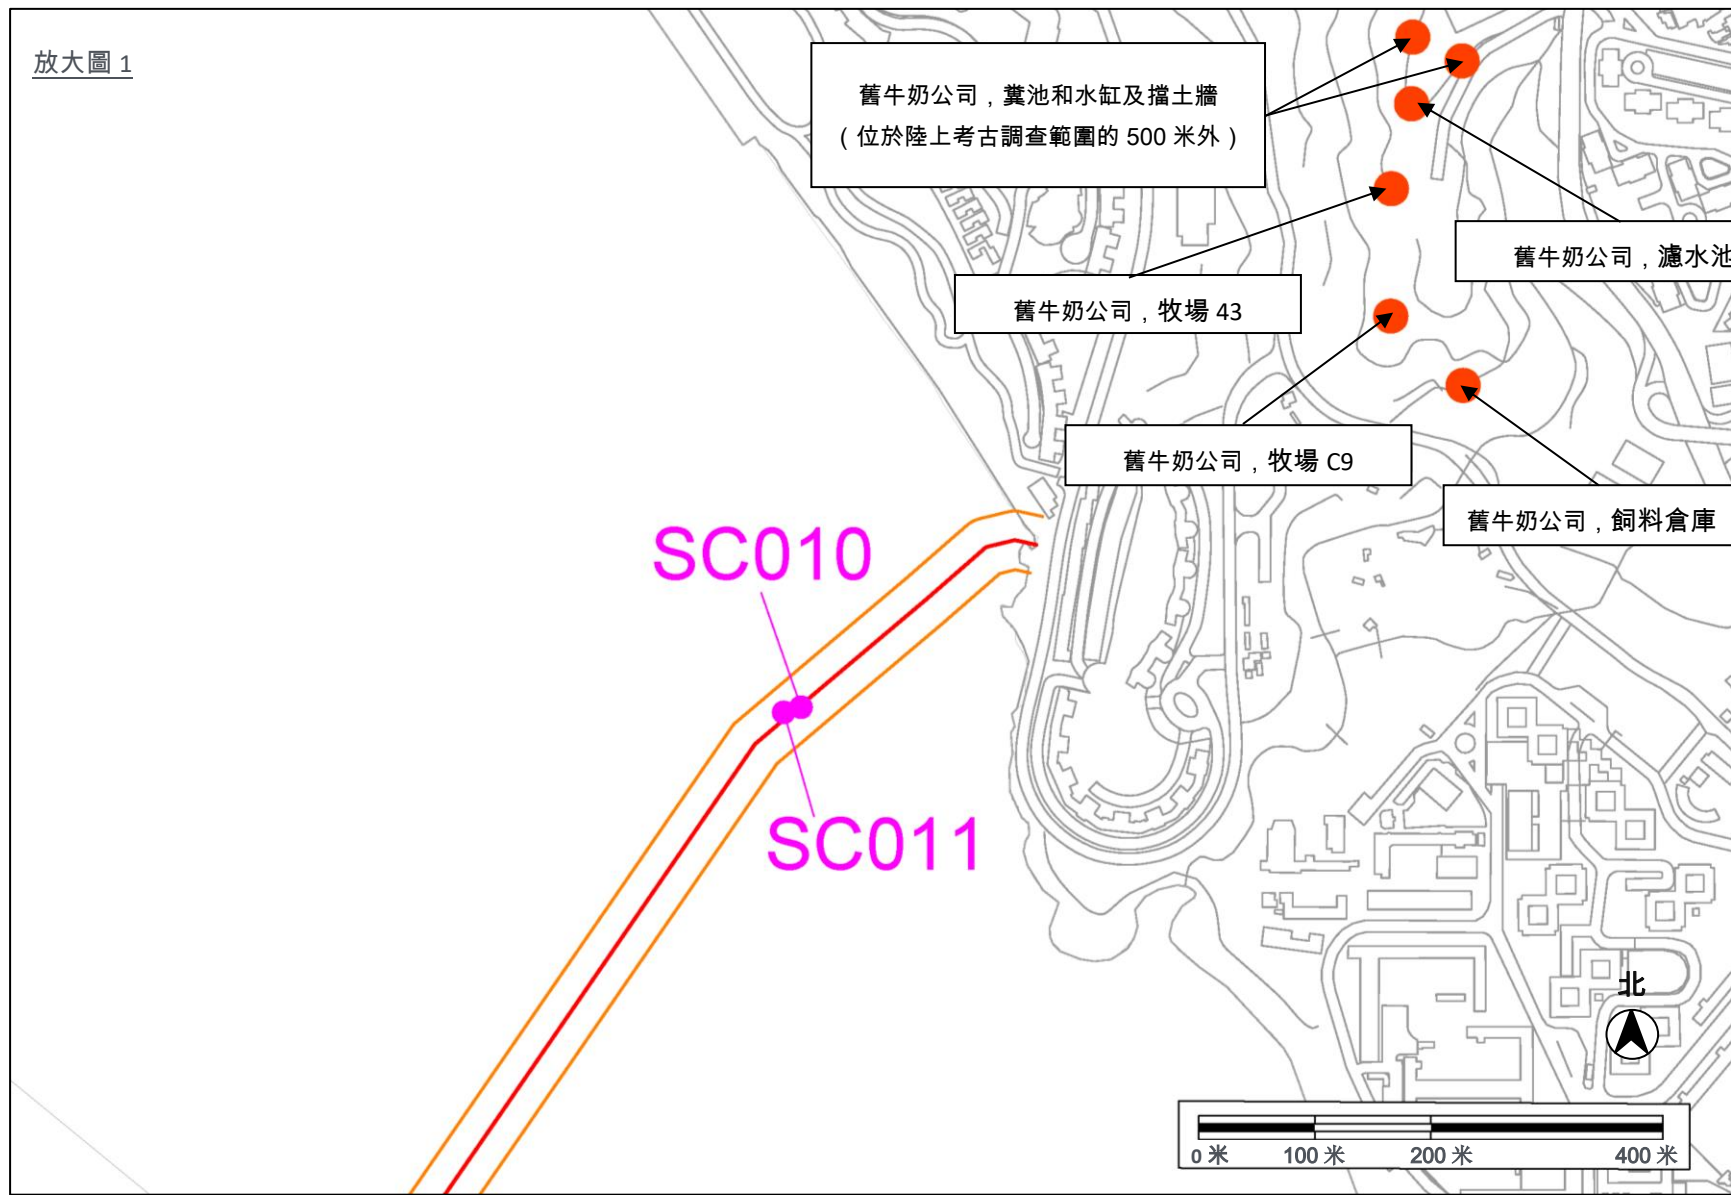 放大圖 1
舊牛奶公司，糞池和水缸及擋土牆
（位於陸上考古調查範圍的 500 米外）
舊牛奶公司，濾水池
舊牛奶公司，牧場 43
舊牛奶公司，牧場 C9
舊牛奶公司，飼料倉庫
SC010
SC011
北
0 米 100 米 200 米 400 米